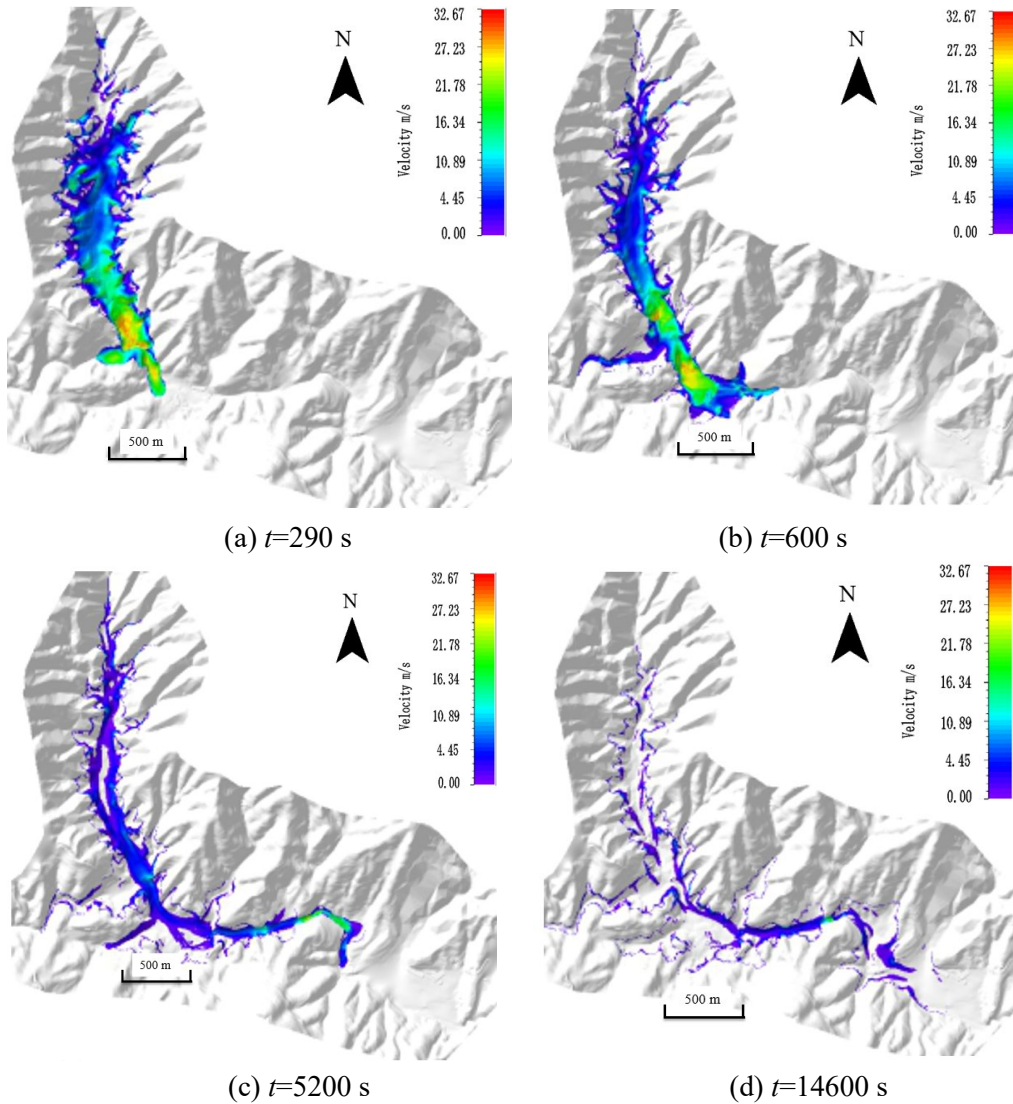 32.67
27.23
21.78
16.34
10.89
4.45
0.00
Velocity m/s
N
500 m
(a) t=290 s
32.67
27.23
21.78
16.34
10.89
4.45
0.00
Velocity m/s
N
500 m
(b) t=600 s
32.67
27.23
21.78
16.34
10.89
4.45
0.00
Velocity m/s
N
500 m
(c) t=5200 s
32.67
27.23
21.78
16.34
10.89
4.45
0.00
Velocity m/s
N
500 m
(d) t=14600 s